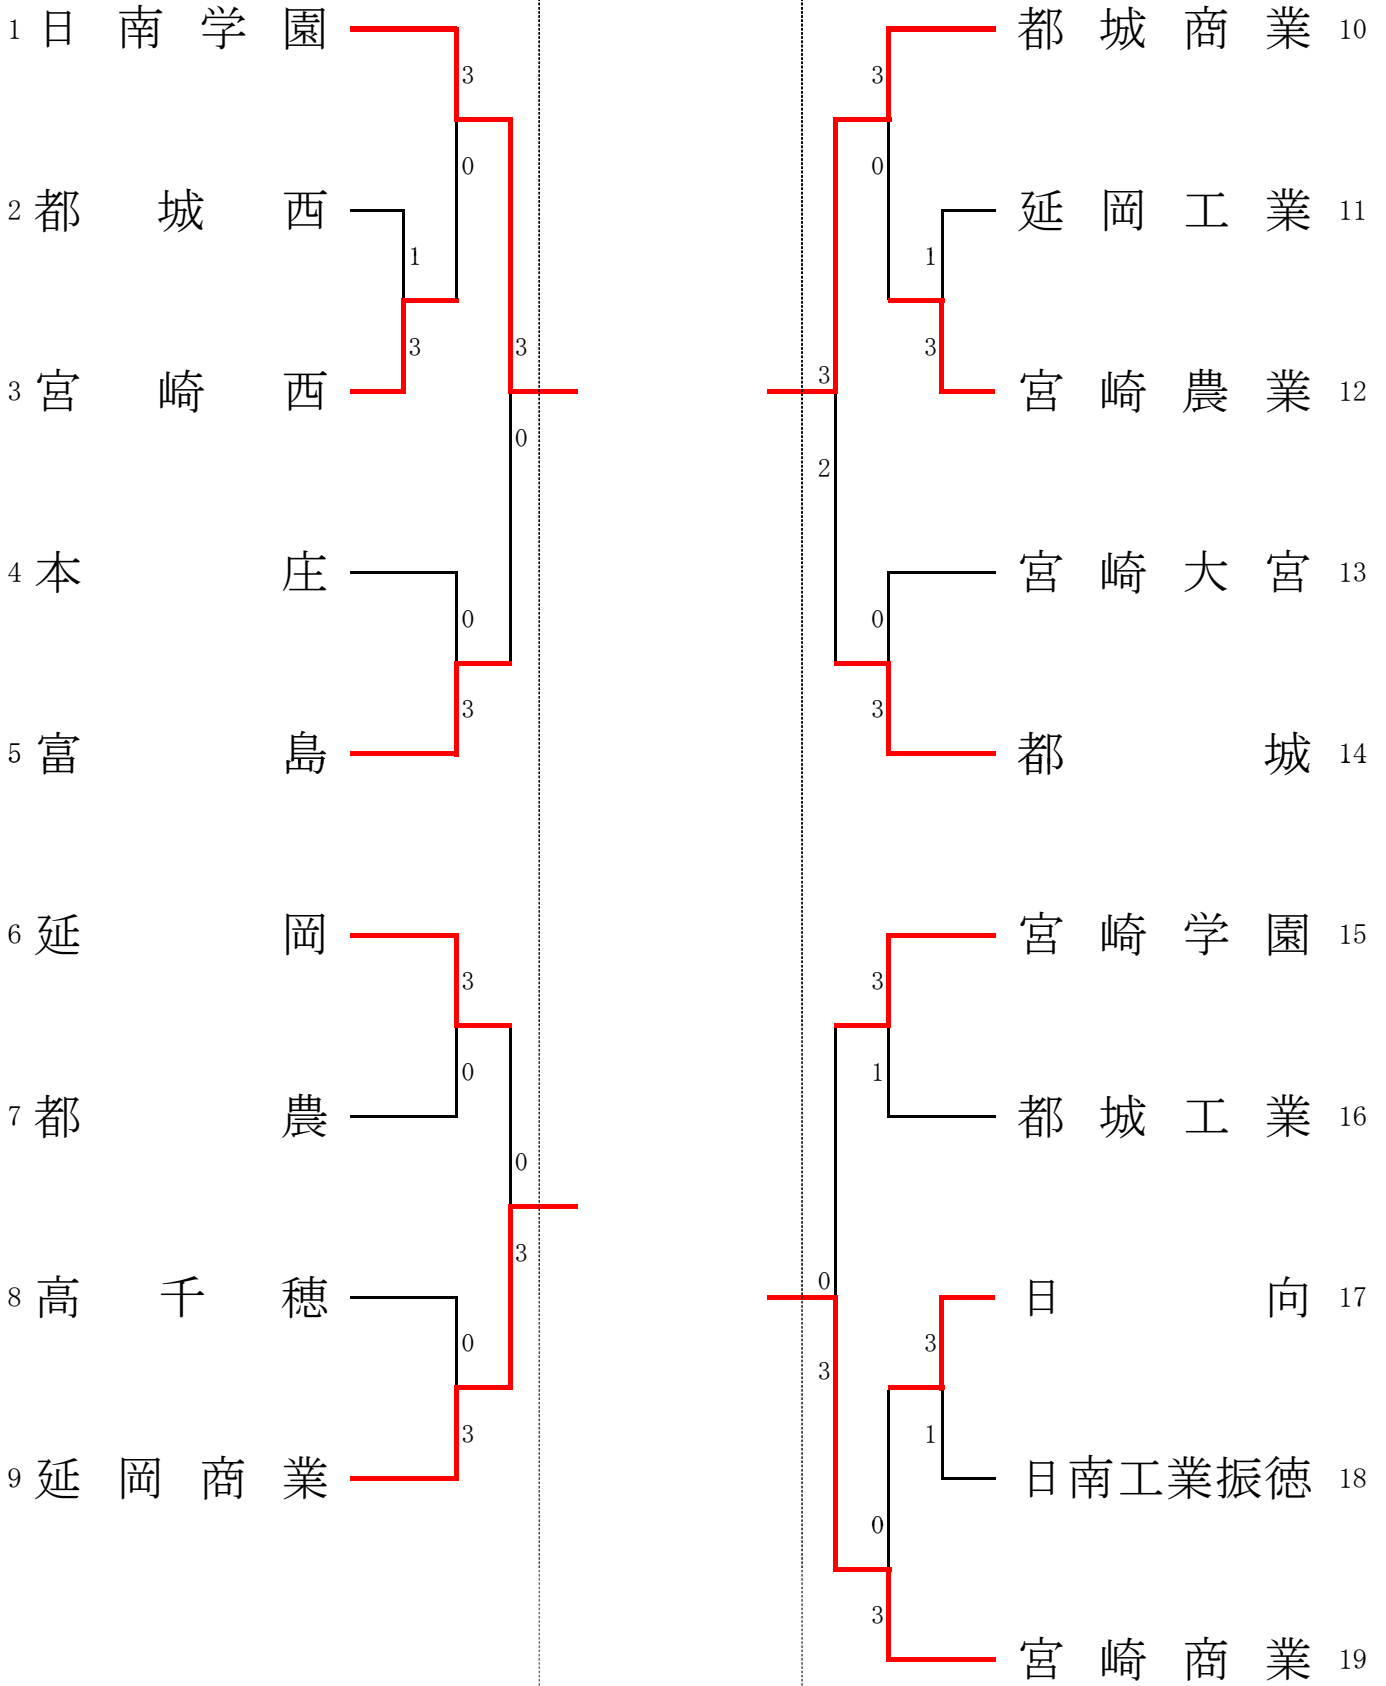 1 日南学園
3
0
2 都城西
1
3
3 宮崎西
3
0
4 本庄
0
3
5 富島
6 延岡
3
0
7 都農
0
3
8 高千穂
0
3
9 延岡商業
都城商業 10
3
0
延岡工業 11
1
3
宮崎農業 12
3
2
宮崎大宮 13
0
3
都城 14
宮崎学園 15
3
1
都城工業 16
0
3
日向 17
3
1
日南工業振徳 18
0
3
宮崎商業 19